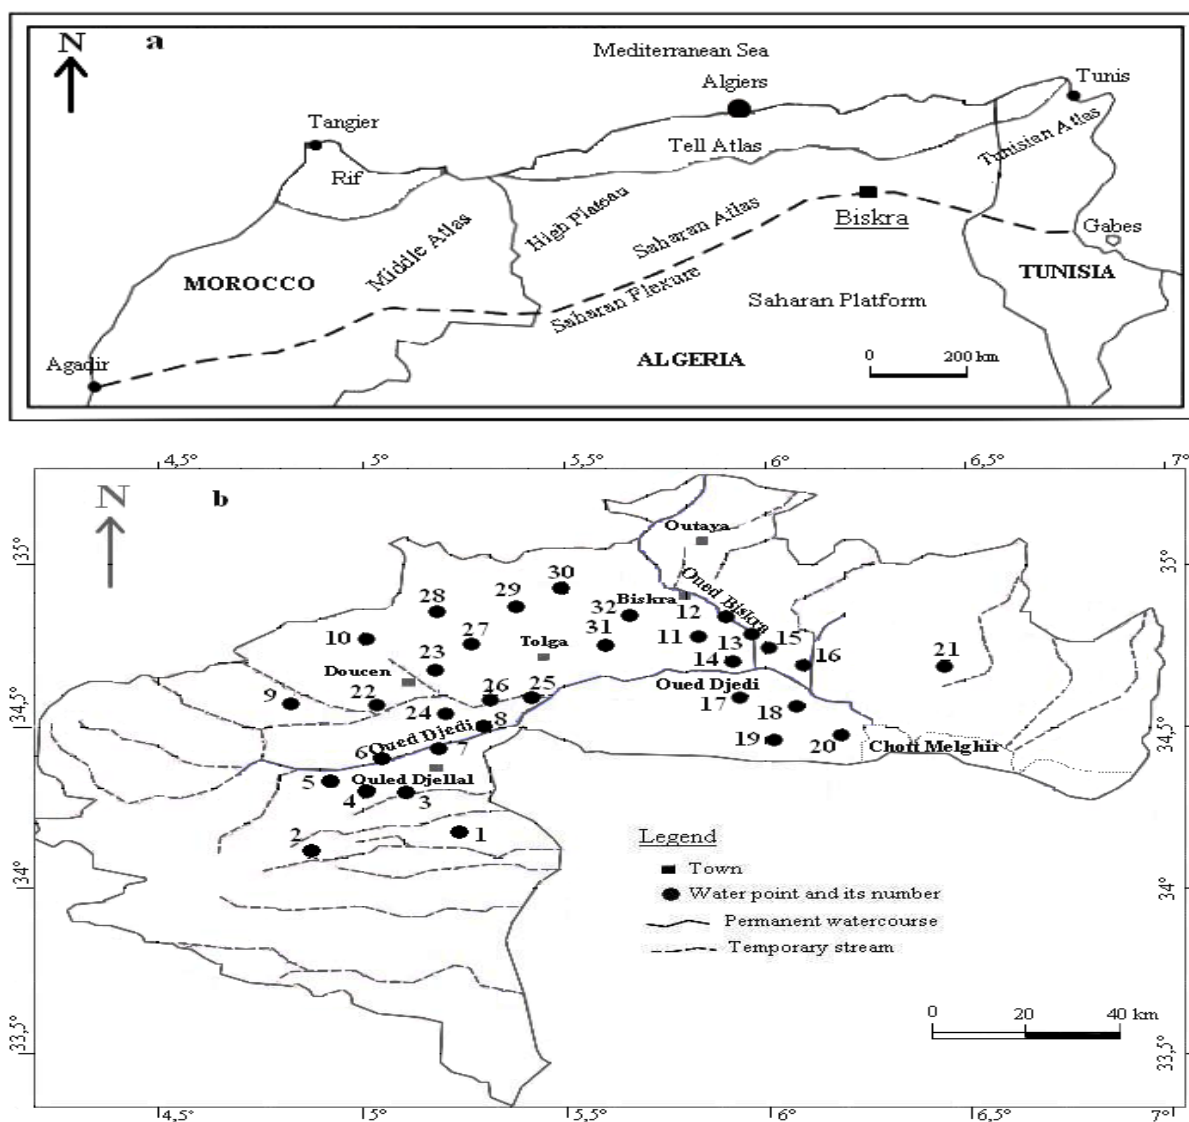 N
a
Mediterranean Sea
Algiers
Tunis
Tangier
Tell Atlas
Tunisian Atlas
Rif
High Plateau
Middle Atlas
Saharan Atlas
Biskra
Gabes
MOROCCO
TUNISIA
Saharan Flexure
Saharan Platform
Agadir
ALGERIA
0 200 km
4,5° 5° 5,5° 6° 16,5° 7°
N
b
Outaya
35° 35°
30
29
28
Biskra
Oued Biskra
32
12
10
27
Tolga
31
11
13
15
21
23
14
16
Doucen
9
22
26
25
Oued Djedi
17
24
8
18
34,5° 34,5°
Oued Djedi
7
6
19
20
Chott Melghir
5
Ouled Djellal
4
3
2
1
Legend
Town
34° 34°
Water point and its number
Permanent watercourse
Temporary stream
0 20 40 km
33,5° 33,5°
4,5° 5° 5,5° 6° 6,5° 7°